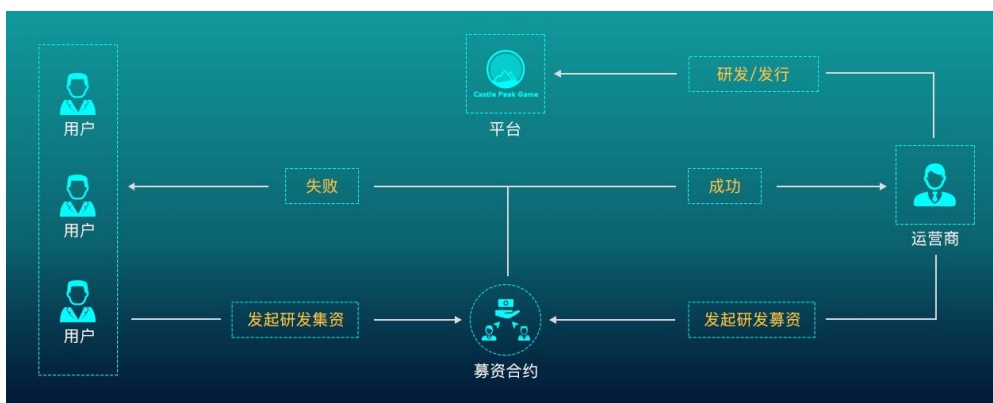 用户
用户
用户
Castle Peak Game
平台
研发/发行
失败
成功
运营商
发起研发集资
发起研发募资
募资合约